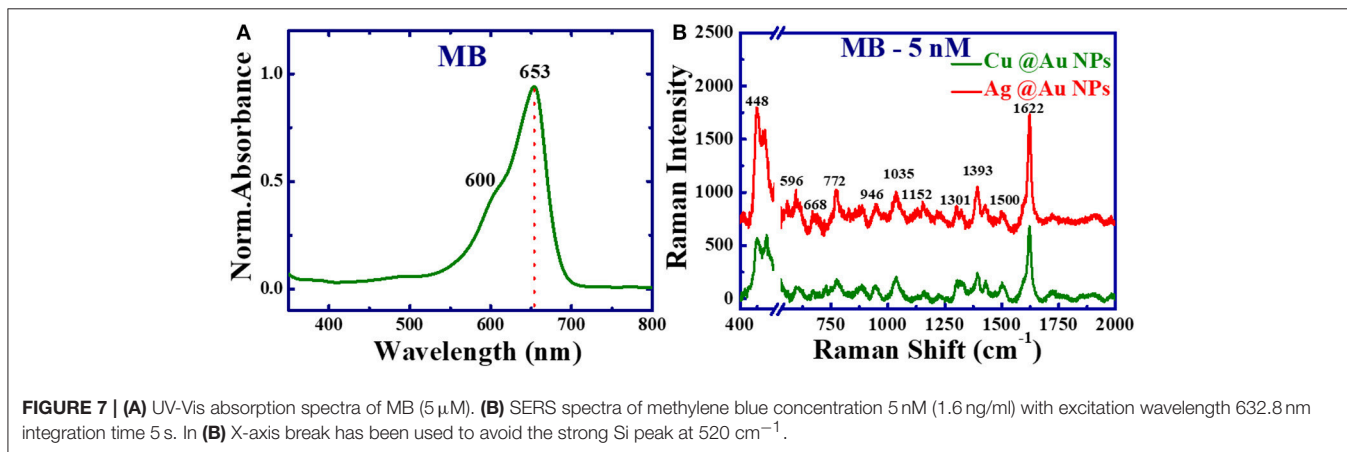 A
MB
653
600
1.0
0.5
0.0
Norm.Absorbance
400 500 600 700 800
Wavelength (nm)
B
MB - 5 nM
Cu @Au NPs
Ag @Au NPs
2500
2000
1750
1000
500
0
Raman Intensity
448
596
668
772
946
1035
1152
1301
1393
1500
1622
400 750 1000 1250 1500 1750 2000
Raman Shift (cm-1)
FIGURE 7 | (A) UV-Vis absorption spectra of MB (5 μM). (B) SERS spectra of methylene blue concentration 5 nM (1.6 ng/ml) with excitation wavelength 632.8 nm
integration time 5 s. In (B) X-axis break has been used to avoid the strong Si peak at 520 cm−1.